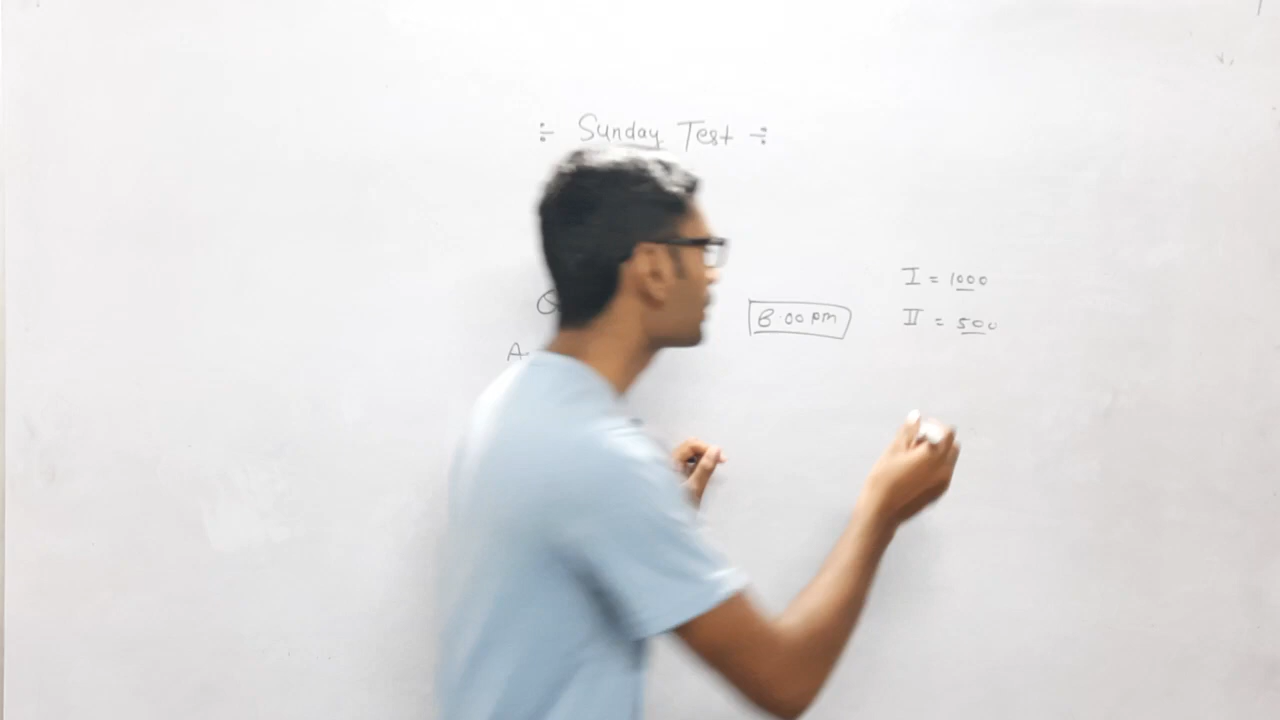 ÷ Sunday Test ÷
I = 1000
8:00 pm
II = 500
A